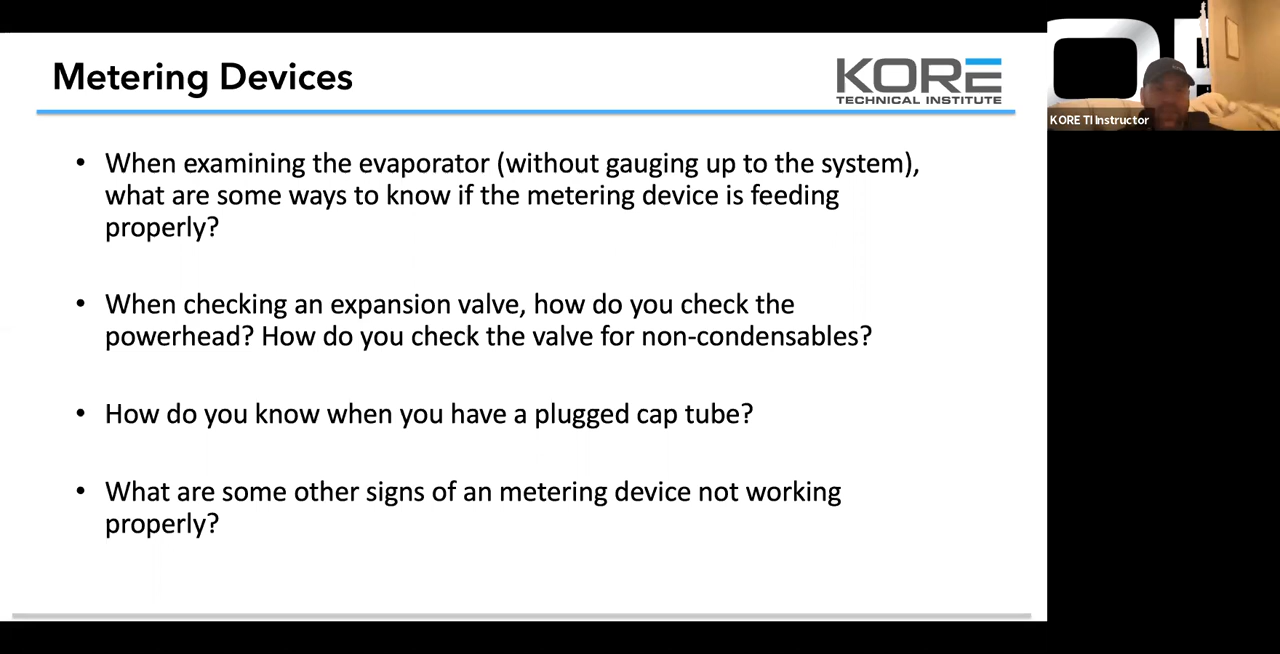 Metering Devices
KORE
TECHNICAL INSTITUTE
KORE TI Instructor
• When examining the evaporator (without gauging up to the system),
what are some ways to know if the metering device is feeding
properly?
• When checking an expansion valve, how do you check the
powerhead? How do you check the valve for non-condensables?
• How do you know when you have a plugged cap tube?
• What are some other signs of an metering device not working
properly?